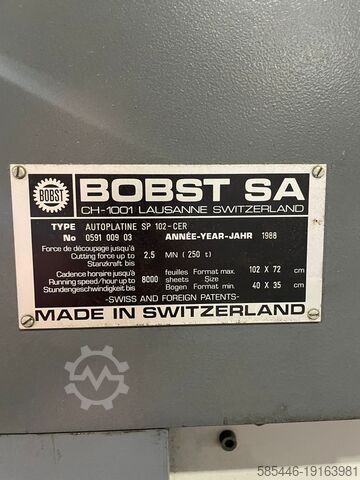 BOBST
BOBST SA
CH-1001 LAUSANNE SWITZERLAND
TYPE AUTOPLATINE SP 102-CER
No 0591 009 03 ANNÉE-YEAR-JAHR 1988
Force de découpage jusqu'à
Cutting force up to 2.5 MN (250 t)
Stanzkraft bis
Cadence horaire jusqu'à feuilles Format max. 102 X 72 cm
Running speed/hour up to 8000 sheets Size
Stundengeschwindigkeit bis Bogen Format min. 40 X 35 cm
-SWISS AND FOREIGN PATENTS-
MADE IN SWITZERLAND
585446-19163981